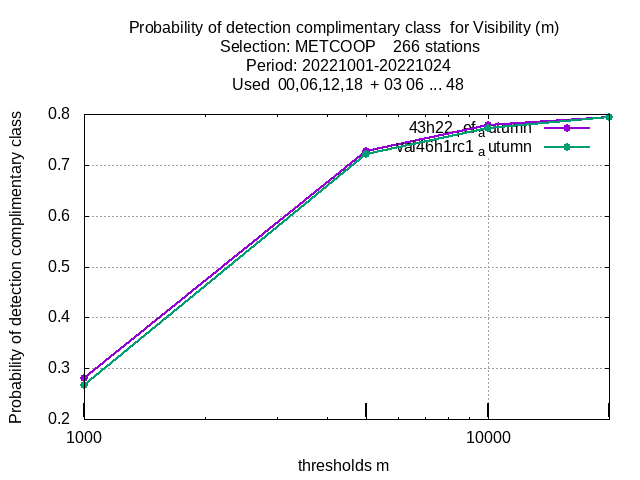 Probability of detection complimentary class for Visibility (m)
Selection: METCOOP 266 stations
Period: 20221001-20221024
Used 00,06,12,18 + 03 06 ... 48
Probability of detection complimentary class
0.8
0.7
0.6
0.5
0.4
0.3
0.2
43h22_ef_autumn
val46h1rc1_autumn
1000
10000
thresholds m